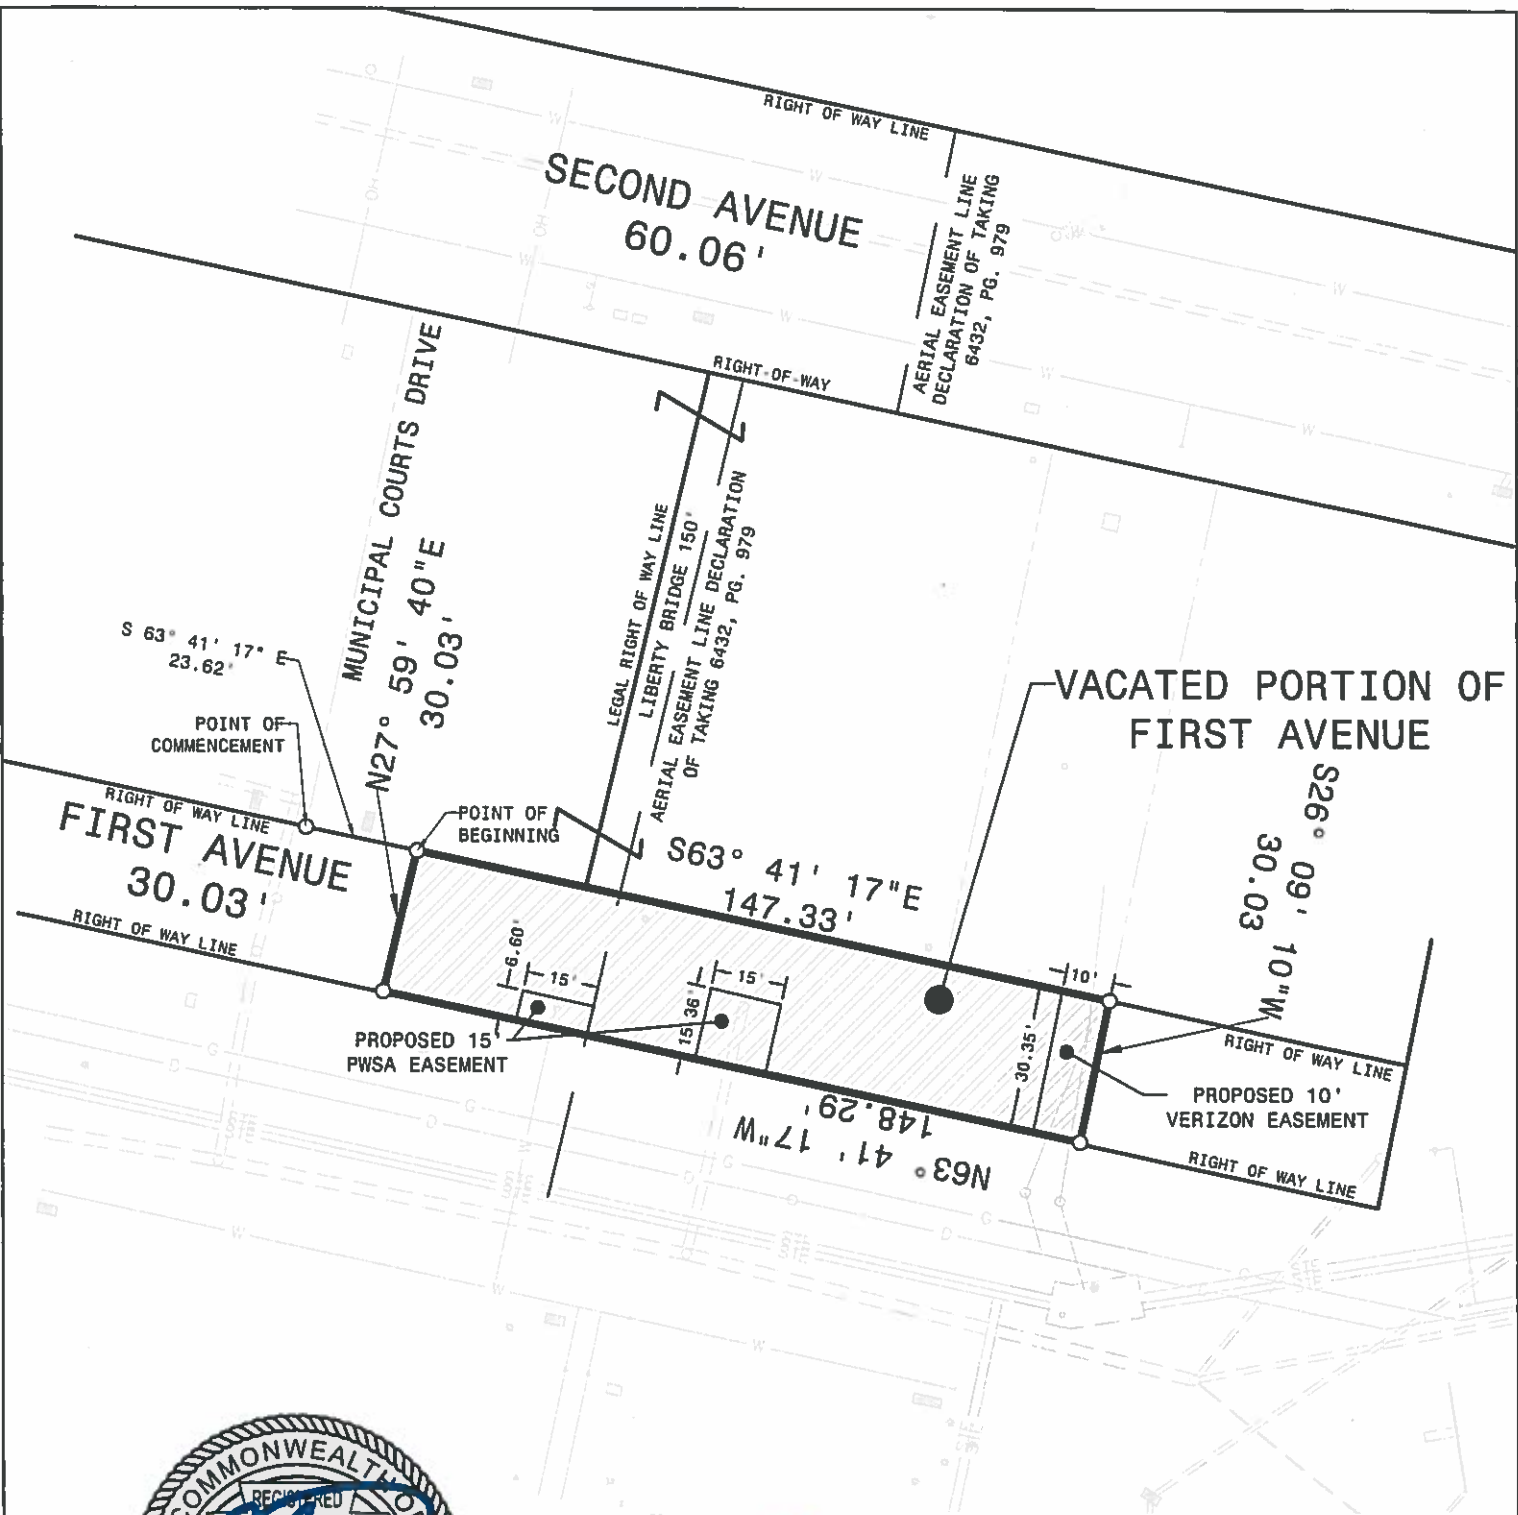 RIGHT OF WAY LINE
SECOND AVENUE
60.06'
AERIAL EASEMENT LINE
DECLARATION OF TAKING
6432, PG. 979
RIGHT-OF-WAY
MUNICIPAL COURTS DRIVE
N27° 59' 40"E
30.03'
LEGAL RIGHT OF WAY LINE
LIBERTY BRIDGE 150'
AERIAL EASEMENT LINE DECLARATION
OF TAKING 6432, PG. 979
S 63° 41' 17" E
23.62'
POINT OF
COMMENCEMENT
VACATED PORTION OF
FIRST AVENUE
S26° 09' 10"W
30.03
RIGHT OF WAY LINE
FIRST AVENUE
30.03'
RIGHT OF WAY LINE
POINT OF
BEGINNING
S63° 41' 17"E
147.33'
6.60'
15'
15'
15.36'
10'
30.35'
PROPOSED 15'
PWSA EASEMENT
N63° 41' 17"W
148.29'
RIGHT OF WAY LINE
PROPOSED 10'
VERIZON EASEMENT
RIGHT OF WAY LINE
COMMONWEALTH OF
REGISTERED